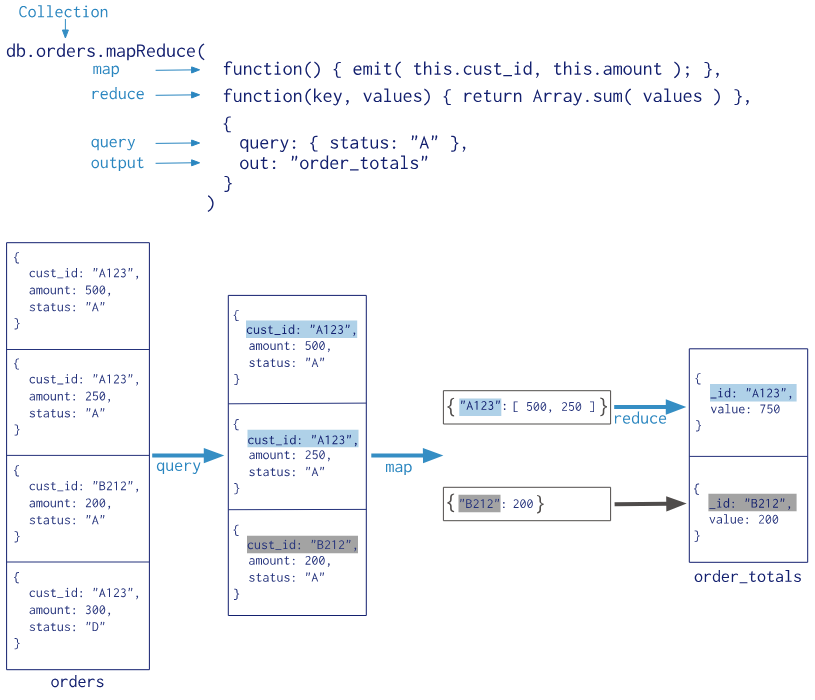 Collection
db.orders.mapReduce(
map function() { emit( this.cust_id, this.amount ); },
reduce function(key, values) { return Array.sum( values ) },
{
query query: { status: "A" },
output out: "order_totals"
}
)
{
cust_id: "A123",
amount: 500,
status: "A"
}
{
cust_id: "A123",
amount: 250,
status: "A"
}
{
cust_id: "B212",
amount: 200,
status: "A"
}
{
cust_id: "A123",
amount: 300,
status: "D"
}
orders
query
{
cust_id: "A123",
amount: 500,
status: "A"
}
{
cust_id: "A123",
amount: 250,
status: "A"
}
{
cust_id: "B212",
amount: 200,
status: "A"
}
map
{ "A123": [ 500, 250 ] }
{ "B212": 200 }
reduce
{
_id: "A123",
value: 750
}
{
_id: "B212",
value: 200
}
order_totals